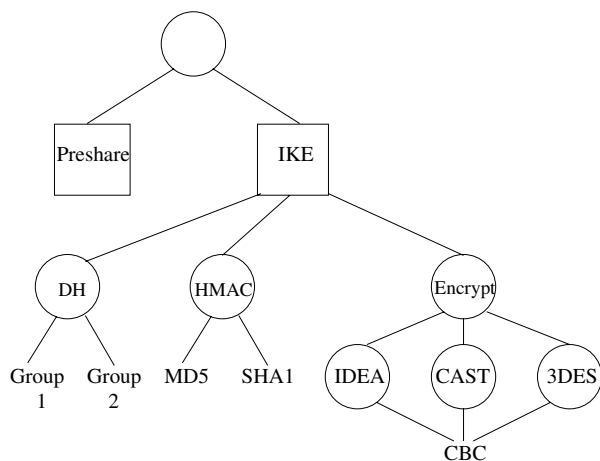 Preshare
IKE
DH
HMAC
Encrypt
Group
1
Group
2
MD5
SHA1
IDEA
CAST
3DES
CBC